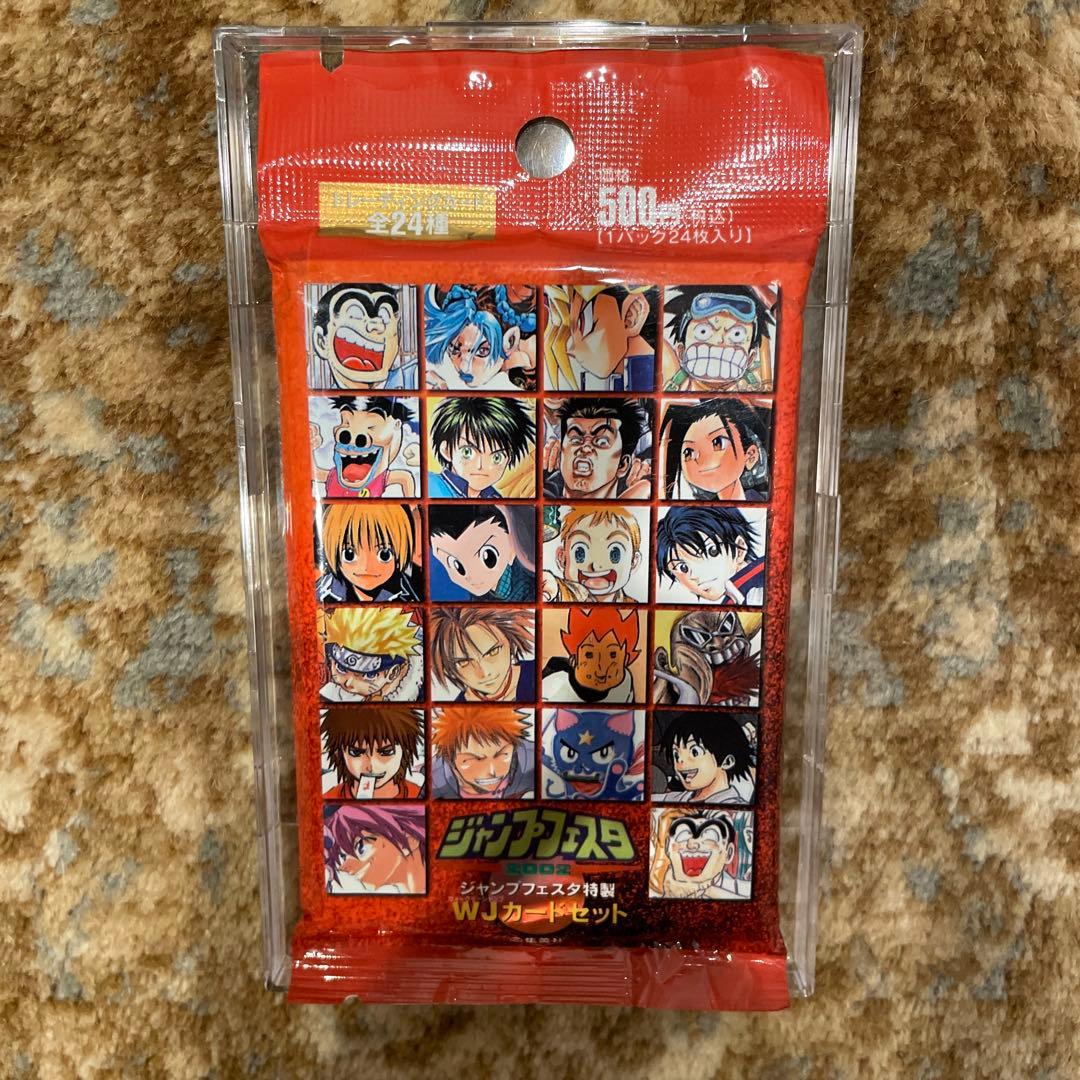 トレーディングカード
全24種
価格
500円(税込)
【1パック24枚入り】
ジャンプフェスタ
2002
ジャンプフェスタ特製
WJカードセット
集英社